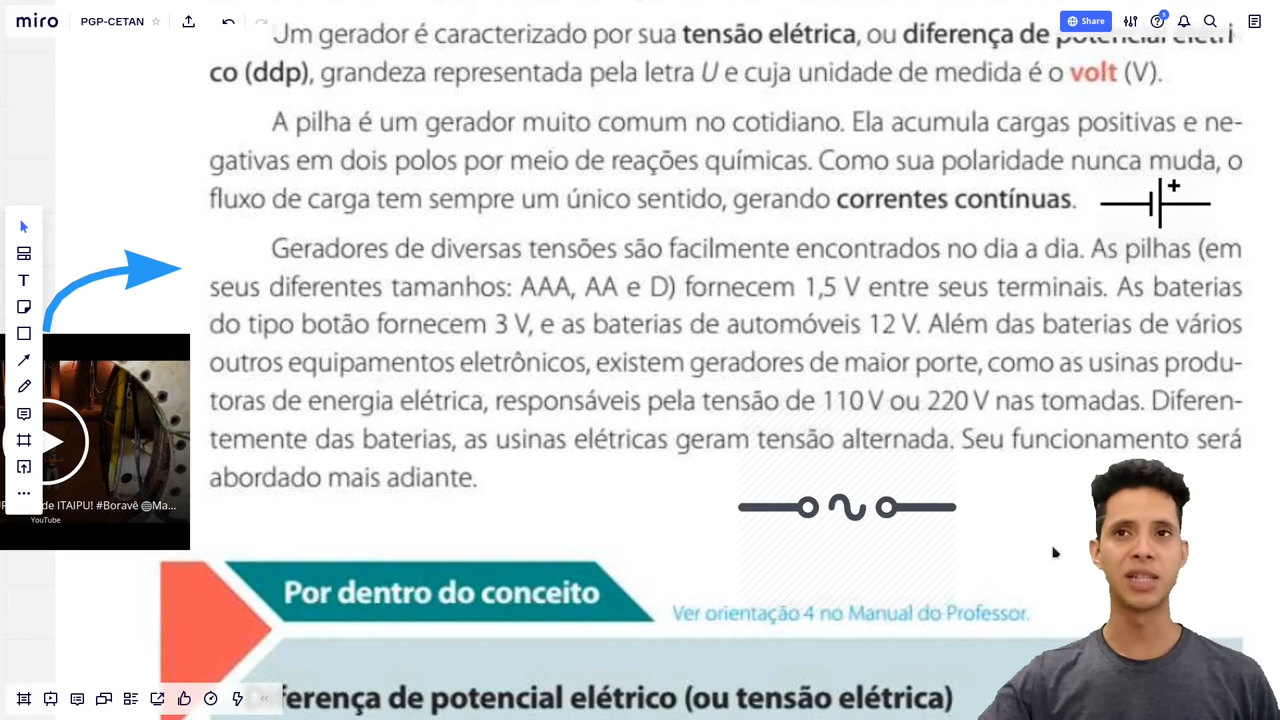 miro PGP-CETAN Share
Um gerador é caracterizado por sua tensão elétrica, ou diferença de potencial elétri
co (ddp), grandeza representada pela letra U e cuja unidade de medida é o volt (V).
A pilha é um gerador muito comum no cotidiano. Ela acumula cargas positivas e ne-
gativas em dois polos por meio de reações químicas. Como sua polaridade nunca muda, o
fluxo de carga tem sempre um único sentido, gerando correntes contínuas.
+
Geradores de diversas tensões são facilmente encontrados no dia a dia. As pilhas (em
seus diferentes tamanhos: AAA, AA e D) fornecem 1,5 V entre seus terminais. As baterias
do tipo botão fornecem 3 V, e as baterias de automóveis 12 V. Além das baterias de vários
outros equipamentos eletrônicos, existem geradores de maior porte, como as usinas produ-
toras de energia elétrica, responsáveis pela tensão de 110 V ou 220 V nas tomadas. Diferen-
temente das baterias, as usinas elétricas geram tensão alternada. Seu funcionamento será
abordado mais adiante.
de ITAIPU! #Boravê Ma...
YouTube
Por dentro do conceito
Ver orientação 4 no Manual do Professor.
ferença de potencial elétrico (ou tensão elétrica)